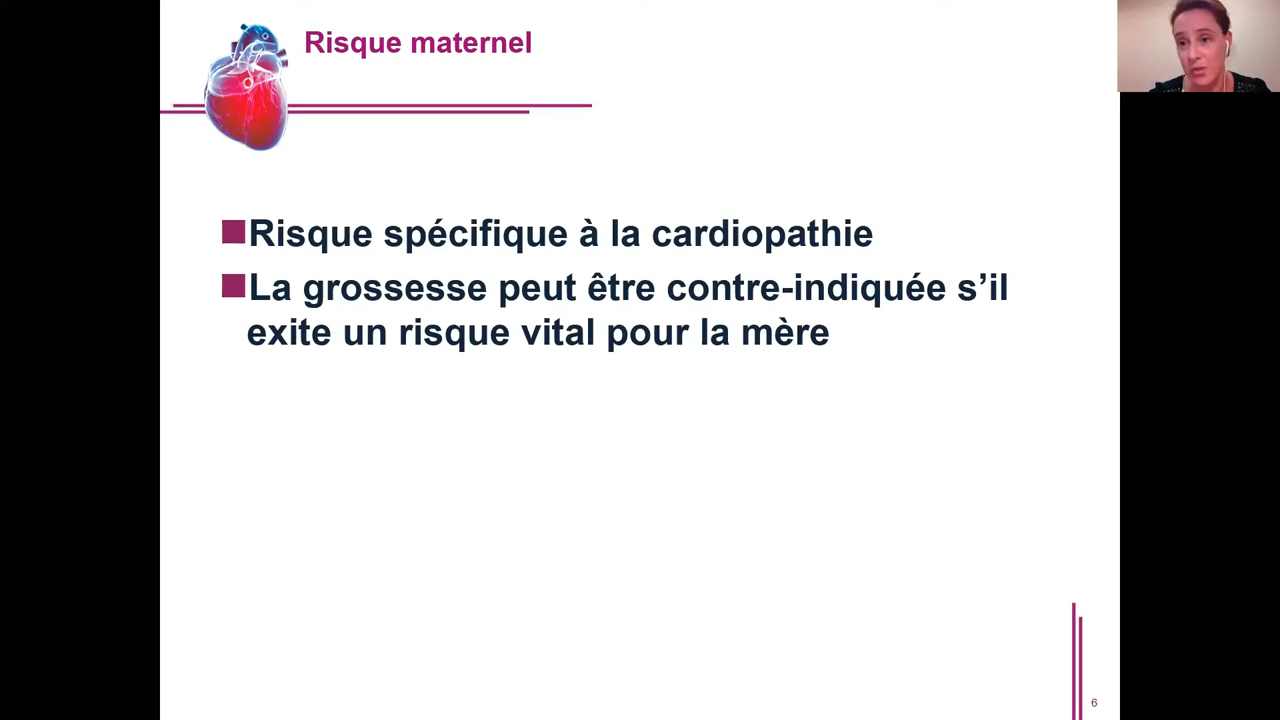 Risque maternel
Risque spécifique à la cardiopathie
La grossesse peut être contre-indiquée s’il
exite un risque vital pour la mère
6